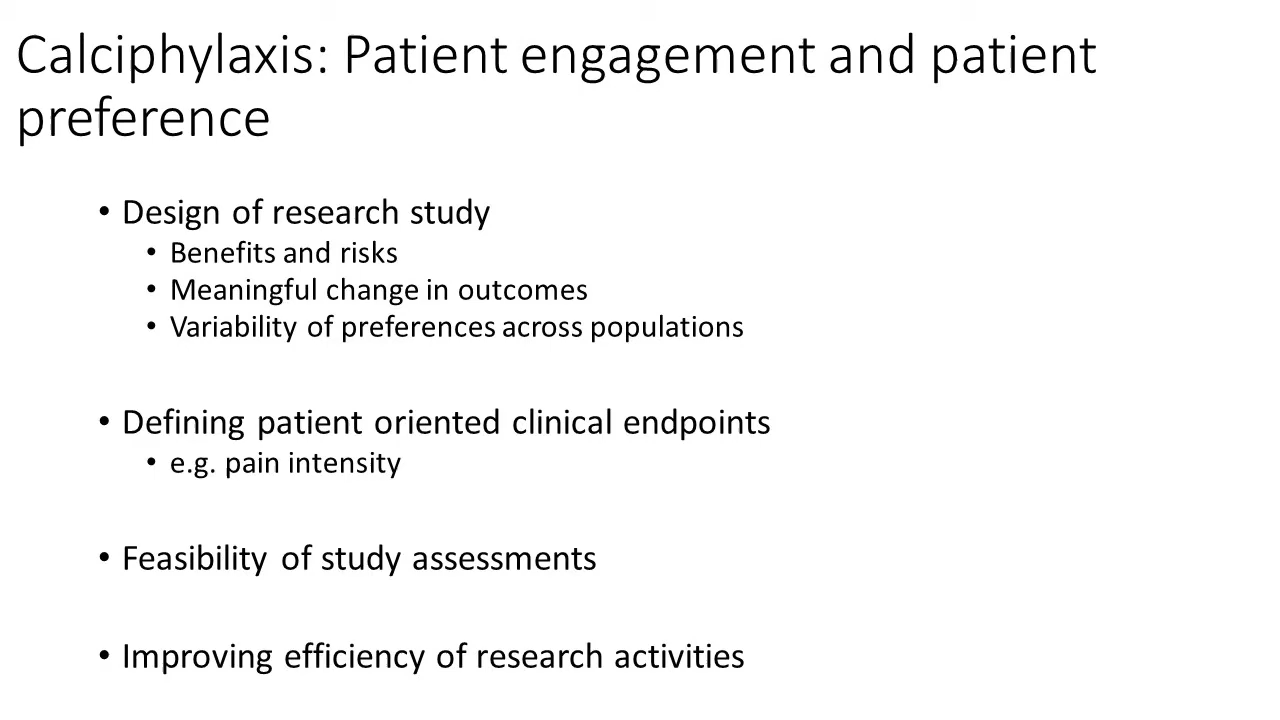 Calciphylaxis: Patient engagement and patient
preference
• Design of research study
• Benefits and risks
• Meaningful change in outcomes
• Variability of preferences across populations
• Defining patient oriented clinical endpoints
• e.g. pain intensity
• Feasibility of study assessments
• Improving efficiency of research activities